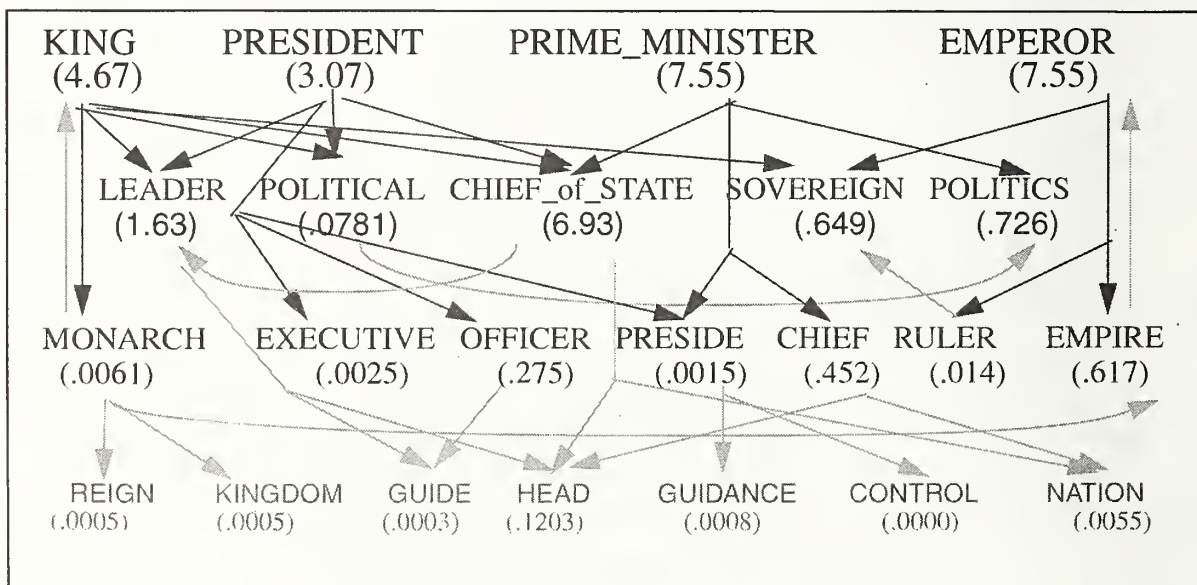 KING PRESIDENT PRIME_MINISTER EMPEROR
(4.67) (3.07) (7.55) (7.55)
LEADER POLITICAL CHIEF_of_STATE SOVEREIGN POLITICS
(1.63) (.0781) (6.93) (.649) (.726)
MONARCH EXECUTIVE OFFICER PRESIDE CHIEF RULER EMPIRE
(.0061) (.0025) (.275) (.0015) (.452) (.014) (.617)
REIGN KINGDOM GUIDE HEAD GUIDANCE CONTROL NATION
(.0005) (.0005) (.0003) (.1203) (.0008) (.0000) (.0055)